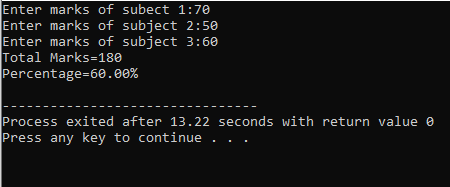 Enter marks of subect 1:70
Enter marks of subject 2:50
Enter marks of subject 3:60
Total Marks=180
Percentage=60.00%
--------------------------------
Process exited after 13.22 seconds with return value 0
Press any key to continue . . .